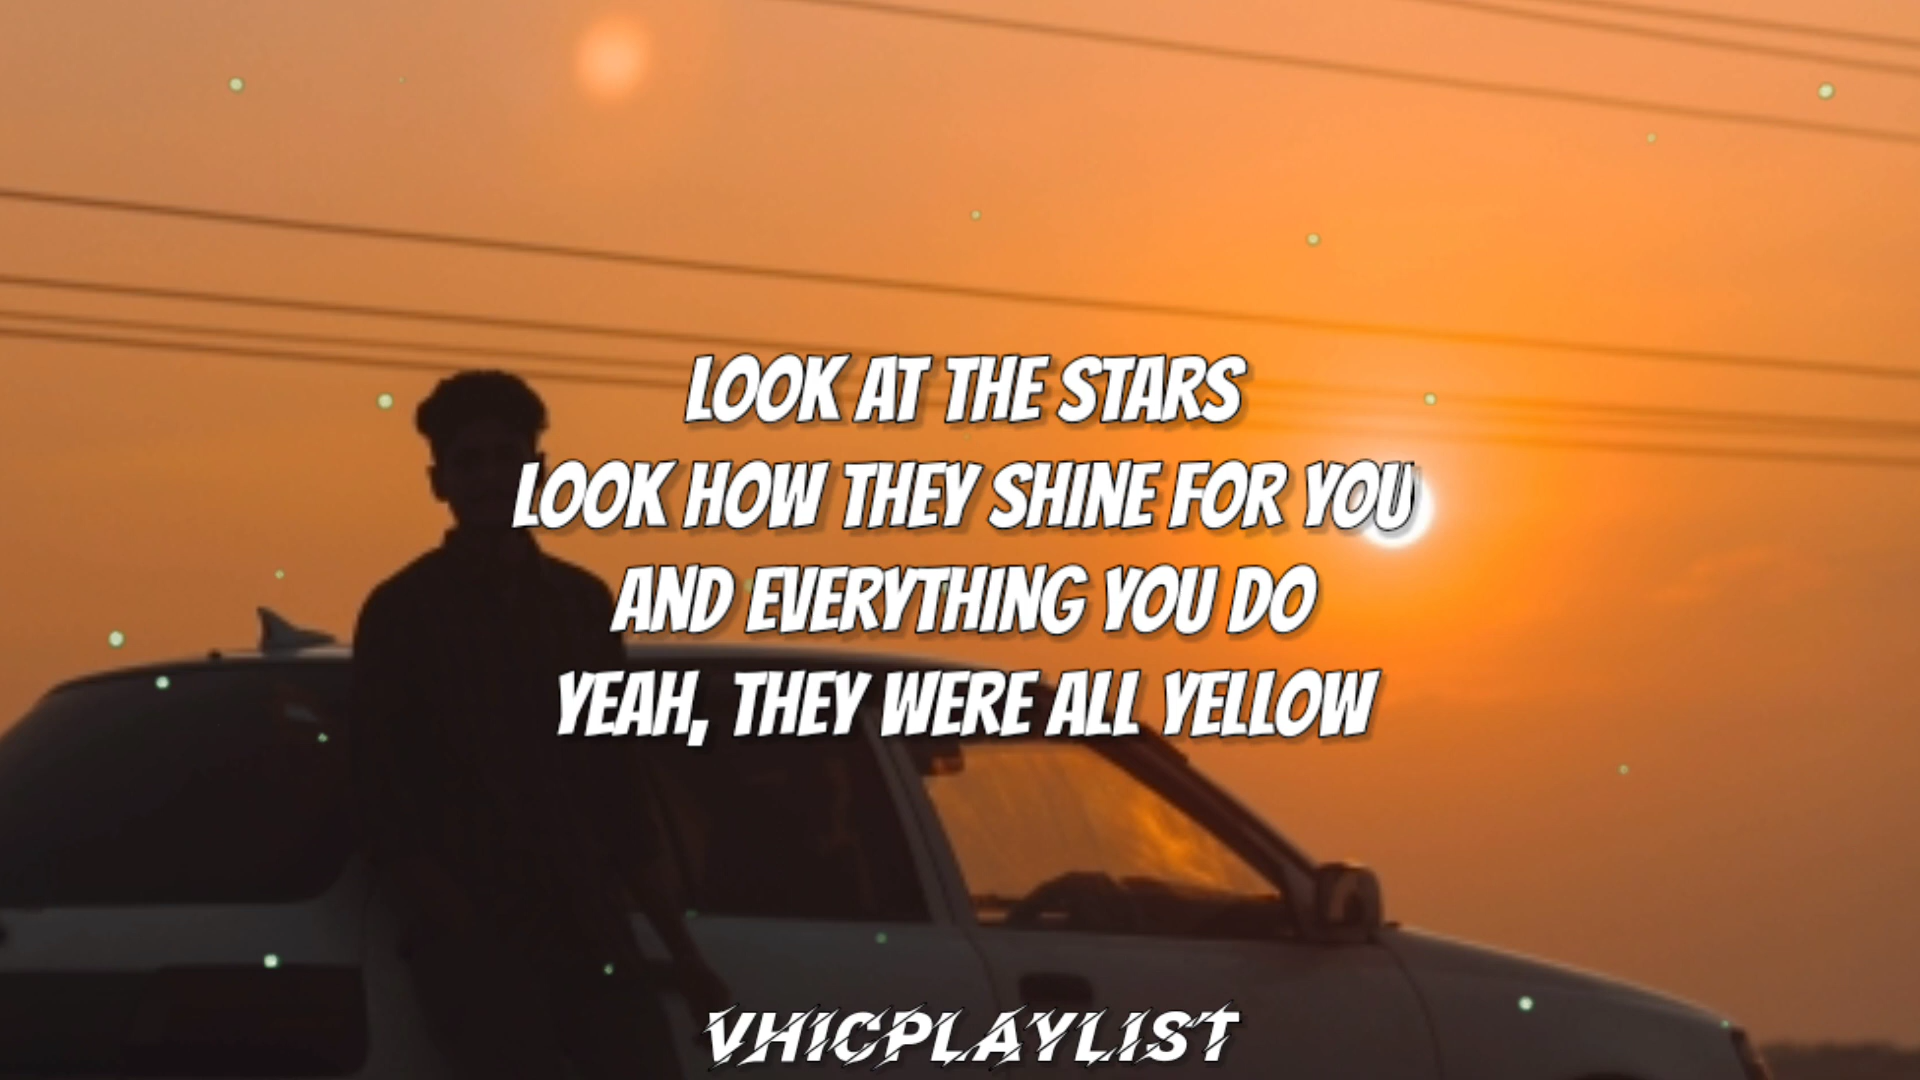 LOOK AT THE STARS
LOOK HOW THEY SHINE FOR YOU
AND EVERYTHING YOU DO
YEAH, THEY WERE ALL YELLOW
VHICPLAYLIST